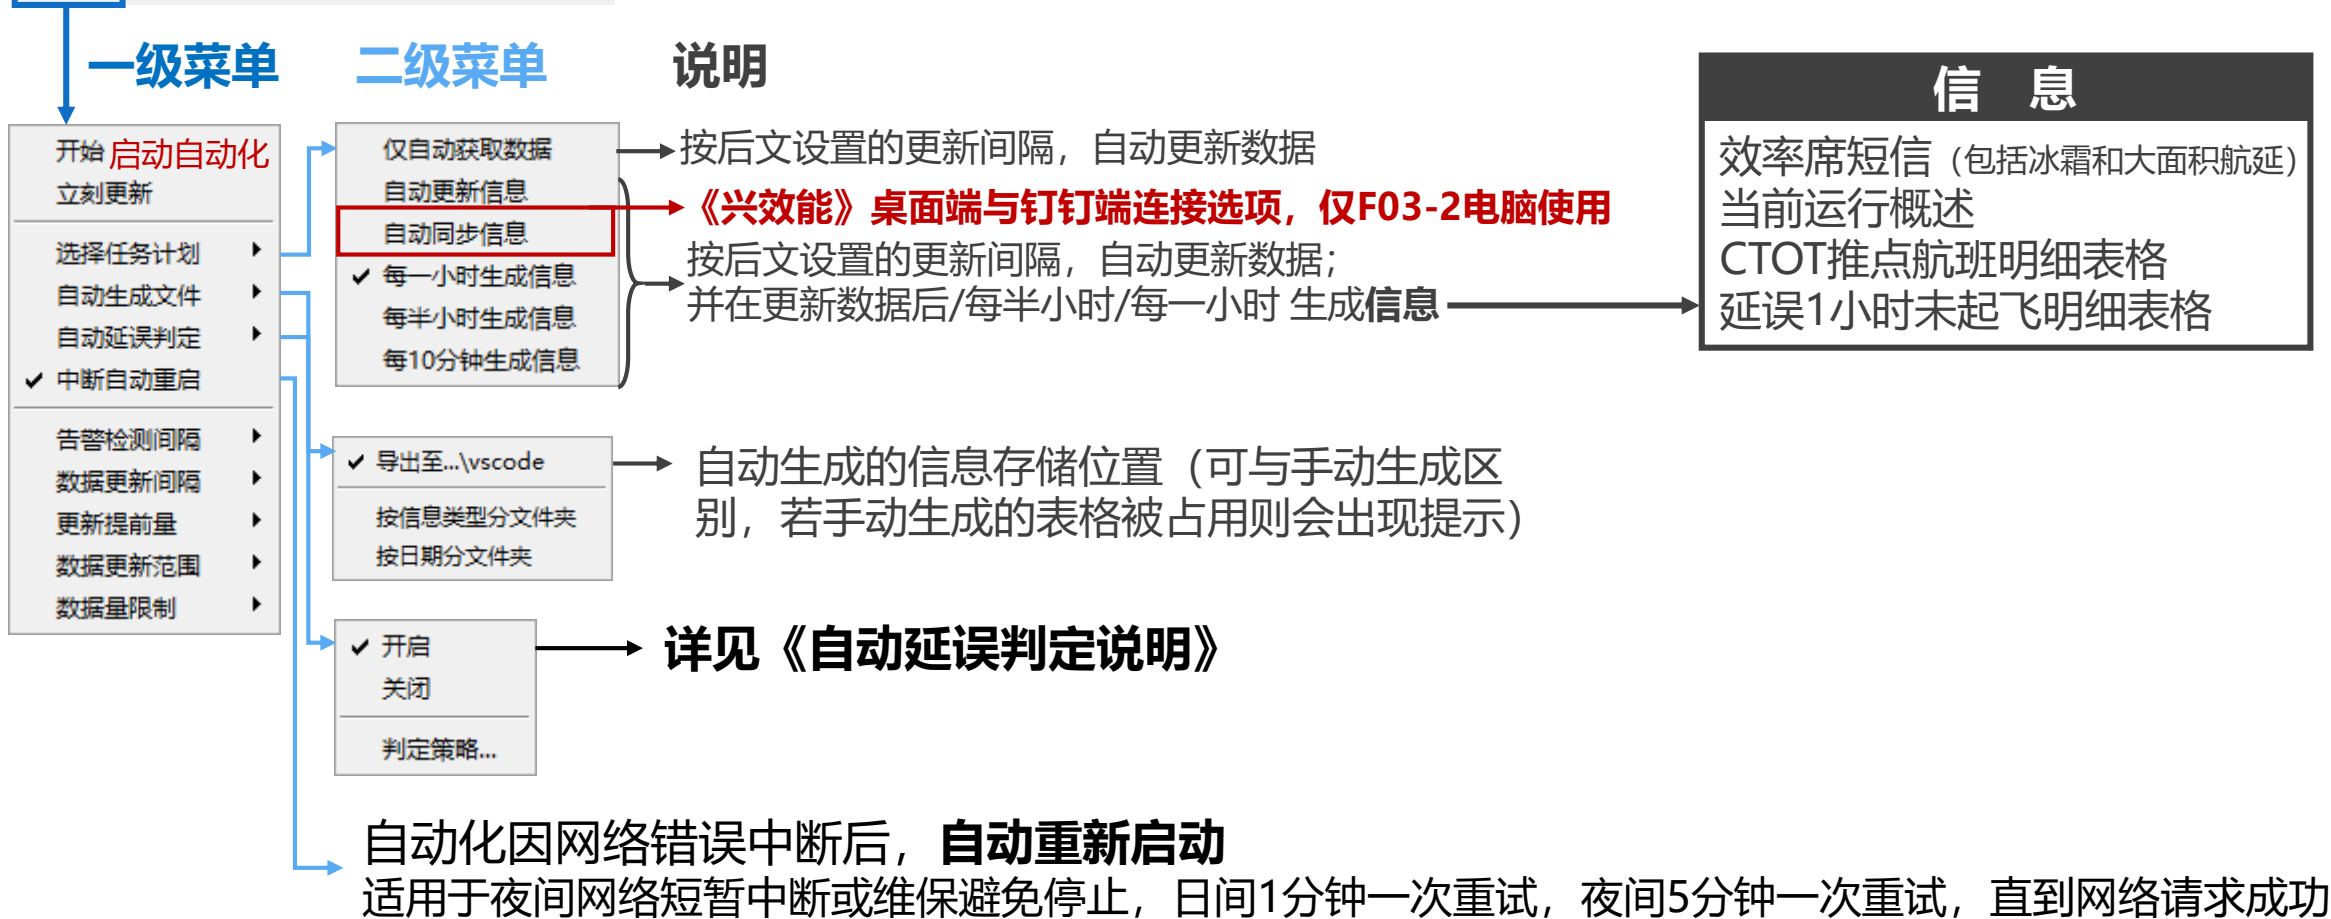 一级菜单
二级菜单
说明
开始 启动自动化
立刻更新
选择任务计划
自动生成文件
自动延误判定
中断自动重启
告警检测间隔
数据更新间隔
更新提前量
数据更新范围
数据量限制
仅自动获取数据
自动更新信息
自动同步信息
每一小时生成信息
每半小时生成信息
每10分钟生成信息
按后文设置的更新间隔，自动更新数据
《兴效能》桌面端与钉钉端连接选项，仅F03-2电脑使用
按后文设置的更新间隔，自动更新数据；
并在更新数据后/每半小时/每一小时 生成信息
信 息
效率席短信（包括冰霜和大面积航延）
当前运行概述
CTOT推点航班明细表格
延误1小时未起飞明细表格
导出至...\vscode
按信息类型分文件夹
按日期分文件夹
自动生成的信息存储位置（可与手动生成区
别，若手动生成的表格被占用则会出现提示）
开启
关闭
判定策略...
详见《自动延误判定说明》
自动化因网络错误中断后，自动重新启动
适用于夜间网络短暂中断或维保避免停止，日间1分钟一次重试，夜间5分钟一次重试，直到网络请求成功